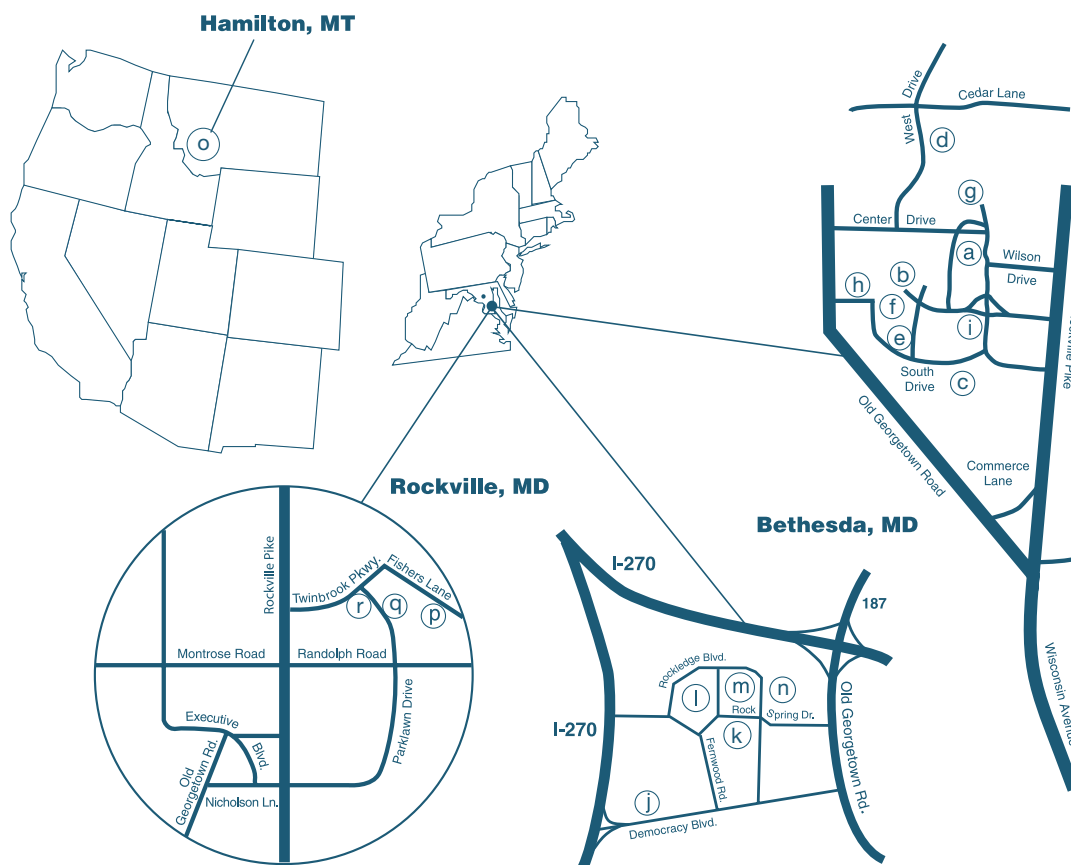 Hamilton, MT
o
West Drive
Cedar Lane
d
g
Center Drive
a
Wilson
Drive
b
h
f
i
e
South
Drive
c
Pike
Old Georgetown Road
Commerce
Lane
Wisconsin Avenue
Rockville, MD
Rockville Pike
Twinbrook Pkwy.
Fishers Lane
r
q
p
Montrose Road
Randolph Road
Executive
Blvd.
Parklawn Drive
Old
Georgetown Rd.
Nicholson Ln.
Bethesda, MD
I-270
187
Rockledge Blvd.
l
m
n
Rock Spring Dr.
k
I-270
Fernwood Rd.
Old Georgetown Rd.
j
Democracy Blvd.